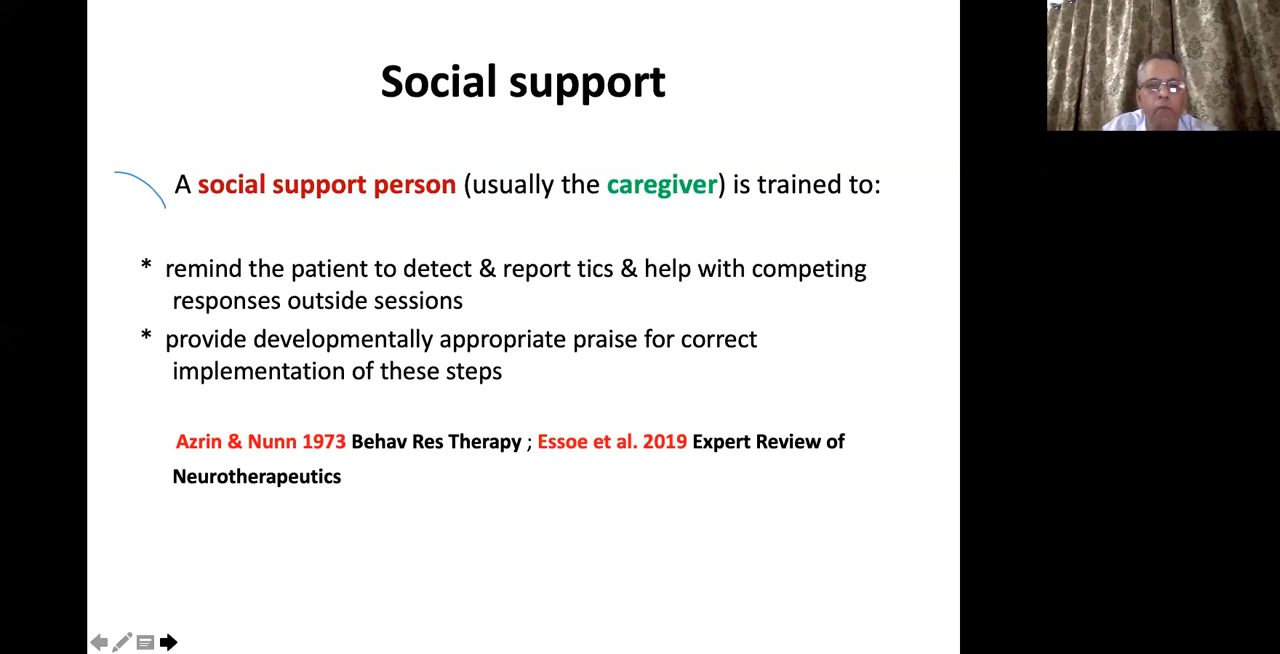 Social support
A social support person (usually the caregiver) is trained to:
* remind the patient to detect & report tics & help with competing
responses outside sessions
* provide developmentally appropriate praise for correct
implementation of these steps
Azrin & Nunn 1973 Behav Res Therapy ; Essoe et al. 2019 Expert Review of
Neurotherapeutics